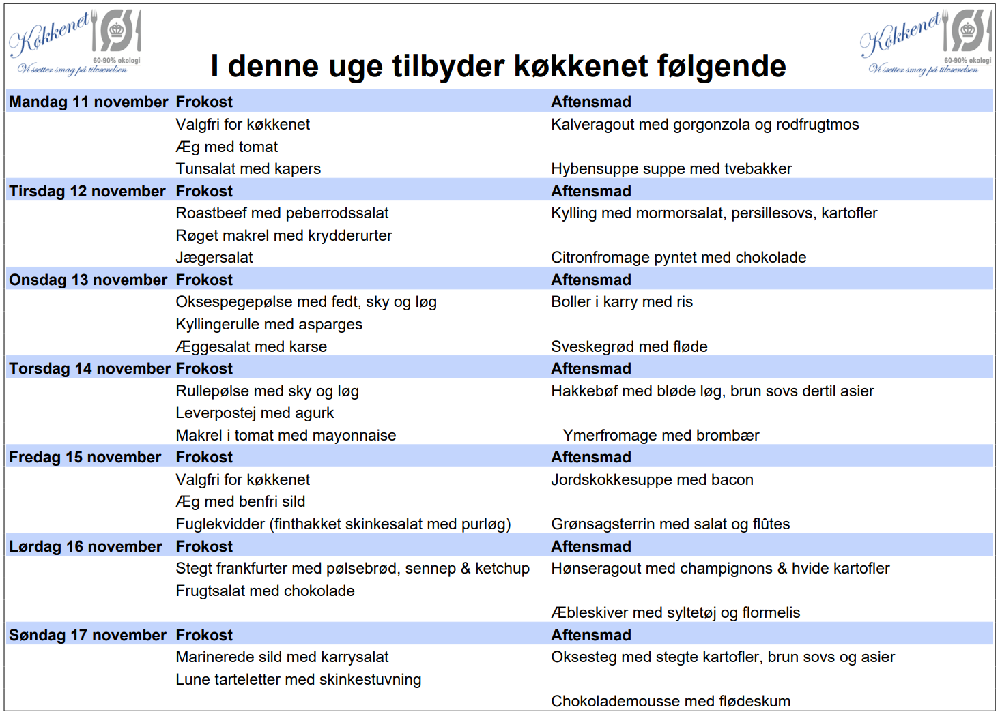 Køkkenet
60-90% økologi
Vi sætter smag på tilværelsen
Køkkenet
60-90% økologi
Vi sætter smag på tilværelsen
I denne uge tilbyder køkkenet følgende
Mandag 11 november Frokost Aftensmad
Valgfri for køkkenet Kalveragout med gorgonzola og rodfrugtmos
Æg med tomat
Tunsalat med kapers Hybensuppe suppe med tvebakker
Tirsdag 12 november Frokost Aftensmad
Roastbeef med peberrodssalat Kylling med mormorsalat, persillesovs, kartofler
Røget makrel med krydderurter
Jægersalat Citronfromage pyntet med chokolade
Onsdag 13 november Frokost Aftensmad
Oksespegepølse med fedt, sky og løg Boller i karry med ris
Kyllingerulle med asparges
Æggesalat med karse Sveskegrød med fløde
Torsdag 14 november Frokost Aftensmad
Rullepølse med sky og løg Hakkebøf med bløde løg, brun sovs dertil asier
Leverpostej med agurk
Makrel i tomat med mayonnaise Ymerfromage med brombær
Fredag 15 november Frokost Aftensmad
Valgfri for køkkenet Jordskokkesuppe med bacon
Æg med benfri sild
Fuglekvidder (finthakket skinkesalat med purløg) Grønsagsterrin med salat og flûtes
Lørdag 16 november Frokost Aftensmad
Stegt frankfurter med pølsebrød, sennep & ketchup Hønseragout med champignons & hvide kartofler
Frugtsalat med chokolade
Æbleskiver med syltetøj og flormelis
Søndag 17 november Frokost Aftensmad
Marinerede sild med karrysalat Oksesteg med stegte kartofler, brun sovs og asier
Lune tarteletter med skinkestuvning
Chokolademousse med flødeskum